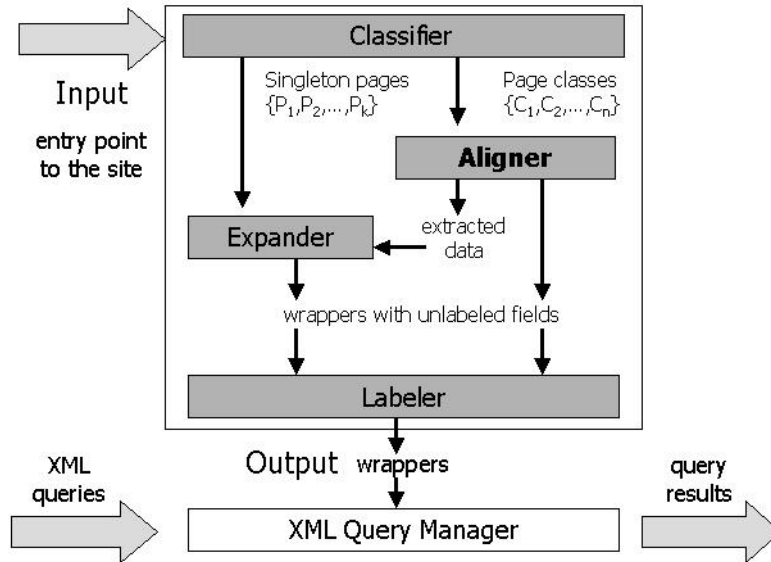 Classifier
Input
entry point
to the site
Singleton pages
{P₁,P₂,...,Pₖ}
Page classes
{C₁,C₂,...,Cₙ}
Aligner
Expander
extracted
data
wrappers with unlabeled fields
Labeler
Output wrappers
XML
queries
XML Query Manager
query
results